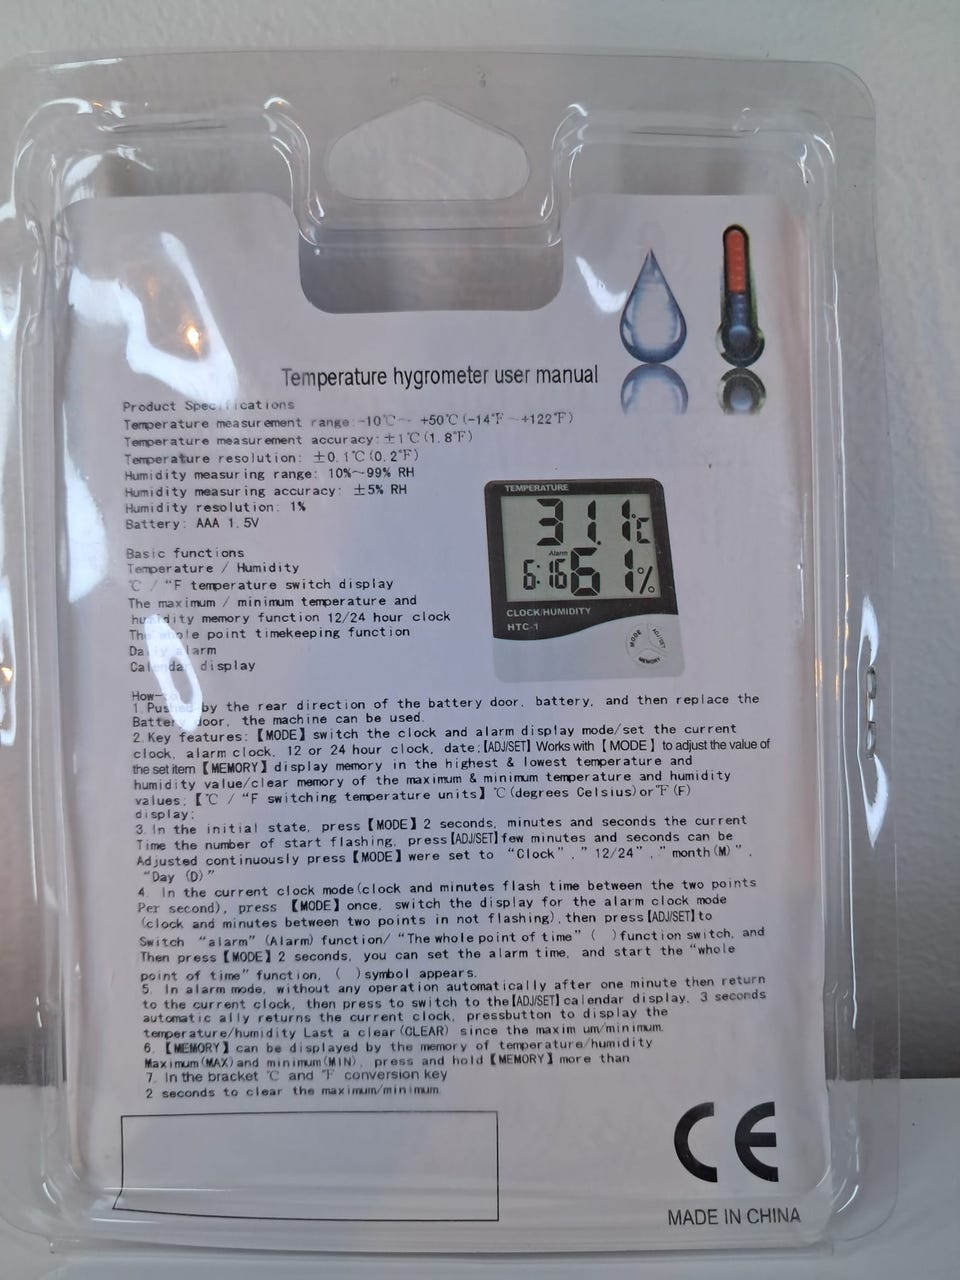 Temperature hygrometer user manual
Product Specifications
Temperature measurement range:-10℃~ +50℃(-14℉~+122℉)
Temperature measurement accuracy:±1℃(1.8℉)
Temperature resolution: ±0.1℃(0.2℉)
Humidity measuring range: 10%~99% RH
Humidity measuring accuracy: ±5% RH
Humidity resolution: 1%
Battery: AAA 1.5V
Basic functions
Temperature / Humidity
℃ / “F temperature switch display
The maximum / minimum temperature and
humidity memory function 12/24 hour clock
The whole point timekeeping function
Daily alarm
Calendar display
TEMPERATURE
31.1℃
Alarm
6:16 61%
CLOCK/HUMIDITY
HTC-1
MODE
ADJ/SET
MEMORY
How-to
1.Pushed by the rear direction of the battery door, battery, and then replace the
Battery door, the machine can be used.
2.Key features:【MODE】switch the clock and alarm display mode/set the current
clock, alarm clock, 12 or 24 hour clock, date;【ADJ/SET】Works with【MODE】to adjust the value of
the set item【MEMORY】display memory in the highest & lowest temperature and
humidity value/clear memory of the maximum & minimum temperature and humidity
values;【℃ / “F switching temperature units】℃(degrees Celsius)or℉(F)
display;
3.In the initial state, press【MODE】2 seconds, minutes and seconds the current
Time the number of start flashing, press【ADJ/SET】few minutes and seconds can be
Adjusted continuously press【MODE】were set to “Clock”,” 12/24”,” month(M)”,
“Day (D)”
4. In the current clock mode(clock and minutes flash time between the two points
Per second), press 【MODE】once, switch the display for the alarm clock mode
(clock and minutes between two points in not flashing),then press【ADJ/SET】to
Switch “alarm”(Alarm) function/“The whole point of time”( )function switch, and
Then press【MODE】2 seconds, you can set the alarm time, and start the “whole
point of time” function, ( )symbol appears.
5. In alarm mode, without any operation automatically after one minute then return
to the current clock, then press to switch to the【ADJ/SET】calendar display, 3 seconds
automatic ally returns the current clock, pressbutton to display the
temperature/humidity Last a clear(CLEAR) since the maxim um/minimum.
6.【MEMORY】can be displayed by the memory of temperature/humidity
Maximum(MAX)and minimum(MIN), press and hold【MEMORY】more than
7. In the bracket ℃ and ℉ conversion key
2 seconds to clear the maximum/minimum
CE
MADE IN CHINA